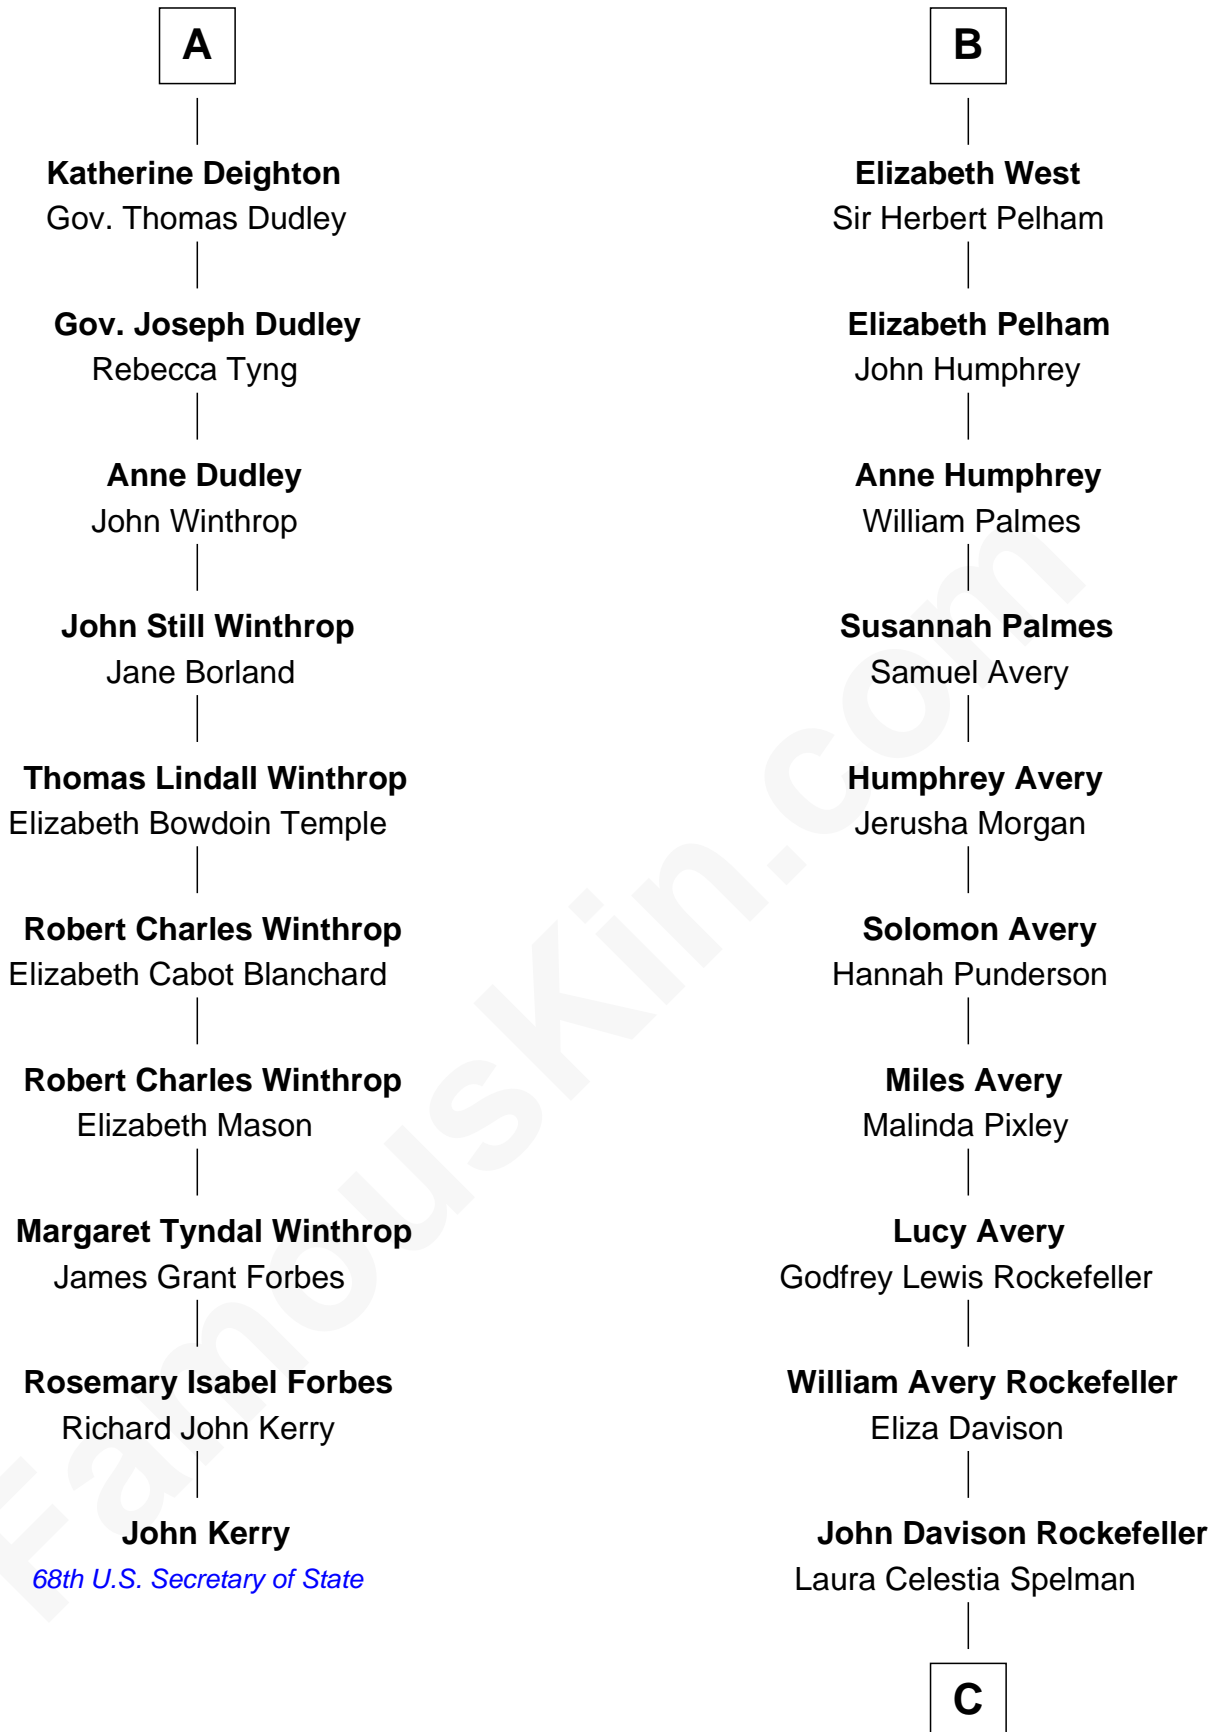 A
Katherine Deighton
Gov. Thomas Dudley
Gov. Joseph Dudley
Rebecca Tyng
Anne Dudley
John Winthrop
John Still Winthrop
Jane Borland
Thomas Lindall Winthrop
Elizabeth Bowdoin Temple
Robert Charles Winthrop
Elizabeth Cabot Blanchard
Robert Charles Winthrop
Elizabeth Mason
Margaret Tyndal Winthrop
James Grant Forbes
Rosemary Isabel Forbes
Richard John Kerry
John Kerry
68th U.S. Secretary of State
B
Elizabeth West
Sir Herbert Pelham
Elizabeth Pelham
John Humphrey
Anne Humphrey
William Palmes
Susannah Palmes
Samuel Avery
Humphrey Avery
Jerusha Morgan
Solomon Avery
Hannah Punderson
Miles Avery
Malinda Pixley
Lucy Avery
Godfrey Lewis Rockefeller
William Avery Rockefeller
Eliza Davison
John Davison Rockefeller
Laura Celestia Spelman
C
FamousKin.com